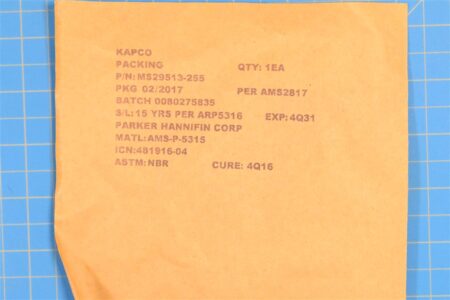 KAPCO
PACKING QTY: 1EA
P/N: MS29513-255
PKG 02/2017 PER AMS2817
BATCH 0080275835
S/L: 15 YRS PER ARP5316 EXP: 4Q31
PARKER HANNIFIN CORP
MATL: AMS-P-5315
ICN: 481916-04
ASTM: NBR CURE: 4Q16